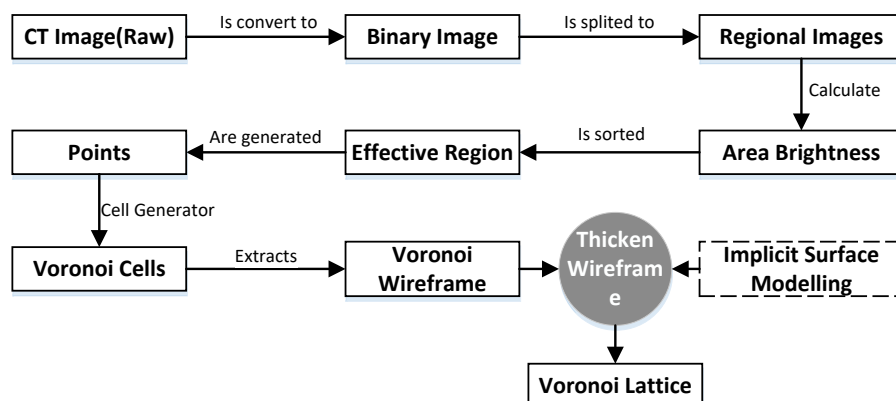 CT Image(Raw)
Is convert to
Binary Image
Is splited to
Regional Images
Calculate
Area Brightness
Is sorted
Effective Region
Are generated
Points
Cell Generator
Voronoi Cells
Extracts
Voronoi
Wireframe
Thicken
Wirefram
e
Implicit Surface
Modelling
Voronoi Lattice